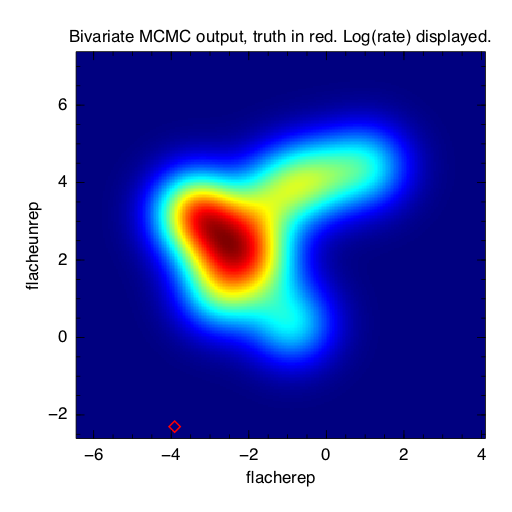 Bivariate MCMC output, truth in red. Log(rate) displayed.
6
4
2
0
−2
flacheunrep
−6 −4 −2 0 2 4
flacherep